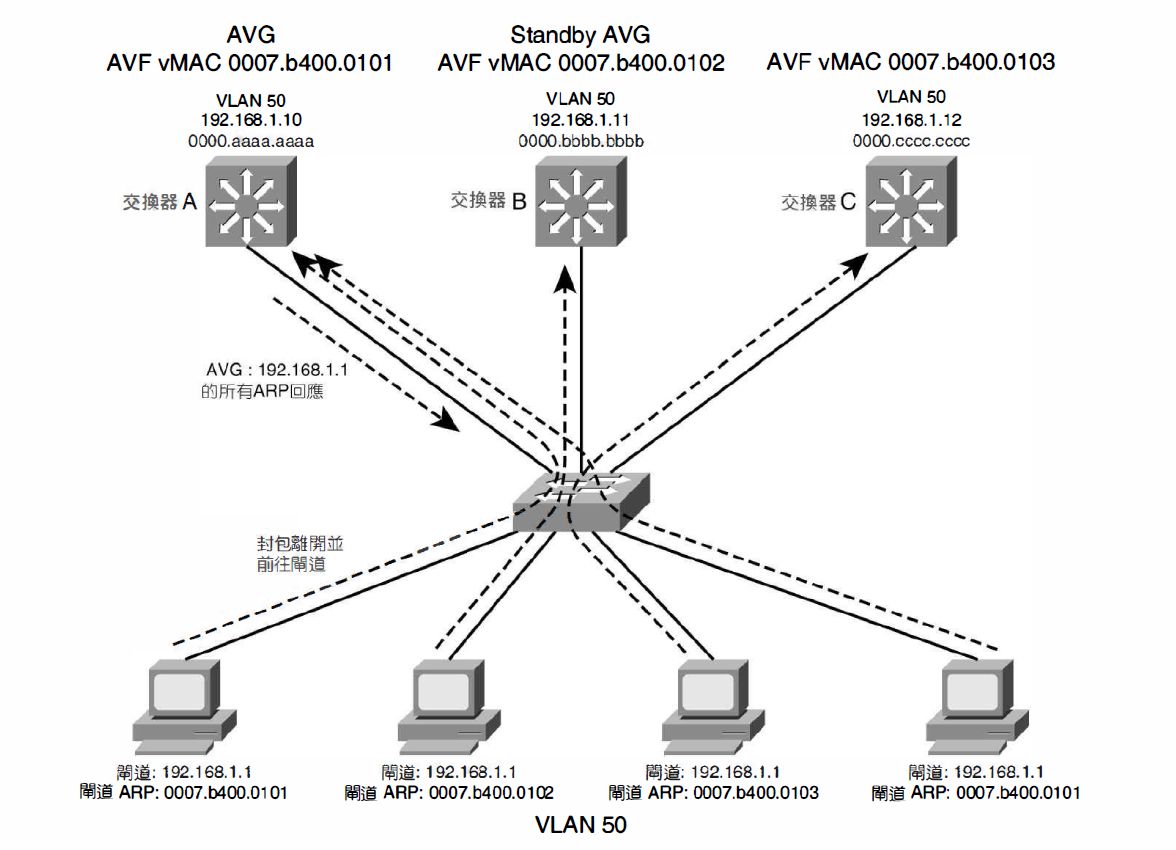 AVG
AVF vMAC 0007.b400.0101
Standby AVG
AVF vMAC 0007.b400.0102
AVF vMAC 0007.b400.0103
VLAN 50
192.168.1.10
0000.aaaa.aaaa
VLAN 50
192.168.1.11
0000.bbbb.bbbb
VLAN 50
192.168.1.12
0000.cccc.cccc
交換器 A
交換器 B
交換器 C
AVG : 192.168.1.1
的所有ARP回應
封包離開並
前往閘道
閘道: 192.168.1.1
閘道 ARP: 0007.b400.0101
閘道: 192.168.1.1
閘道 ARP: 0007.b400.0102
閘道: 192.168.1.1
閘道 ARP: 0007.b400.0103
閘道: 192.168.1.1
閘道 ARP: 0007.b400.0101
VLAN 50